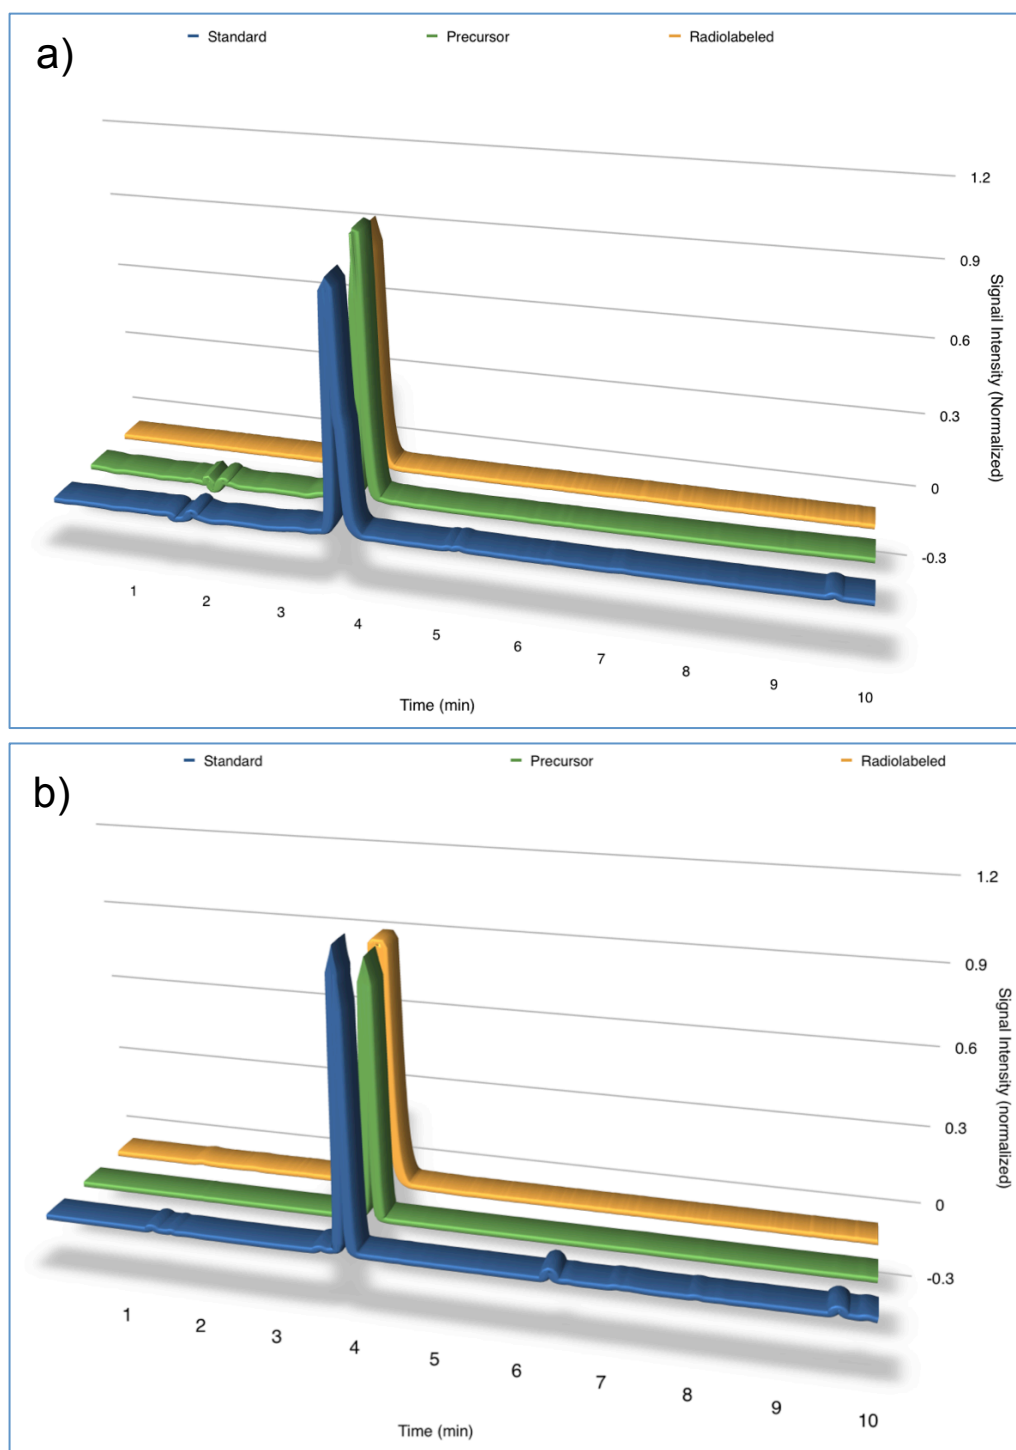 a)
Standard Precursor Radiolabeled
1.2
0.9
0.6
0.3
0
-0.3
Signail Intensity (Normalized)
1 2 3 4 5 6 7 8 9 10
Time (min)
b)
Standard Precursor Radiolabeled
1.2
0.9
0.6
0.3
0
-0.3
Signal Intensity (normalized)
1 2 3 4 5 6 7 8 9 10
Time (min)